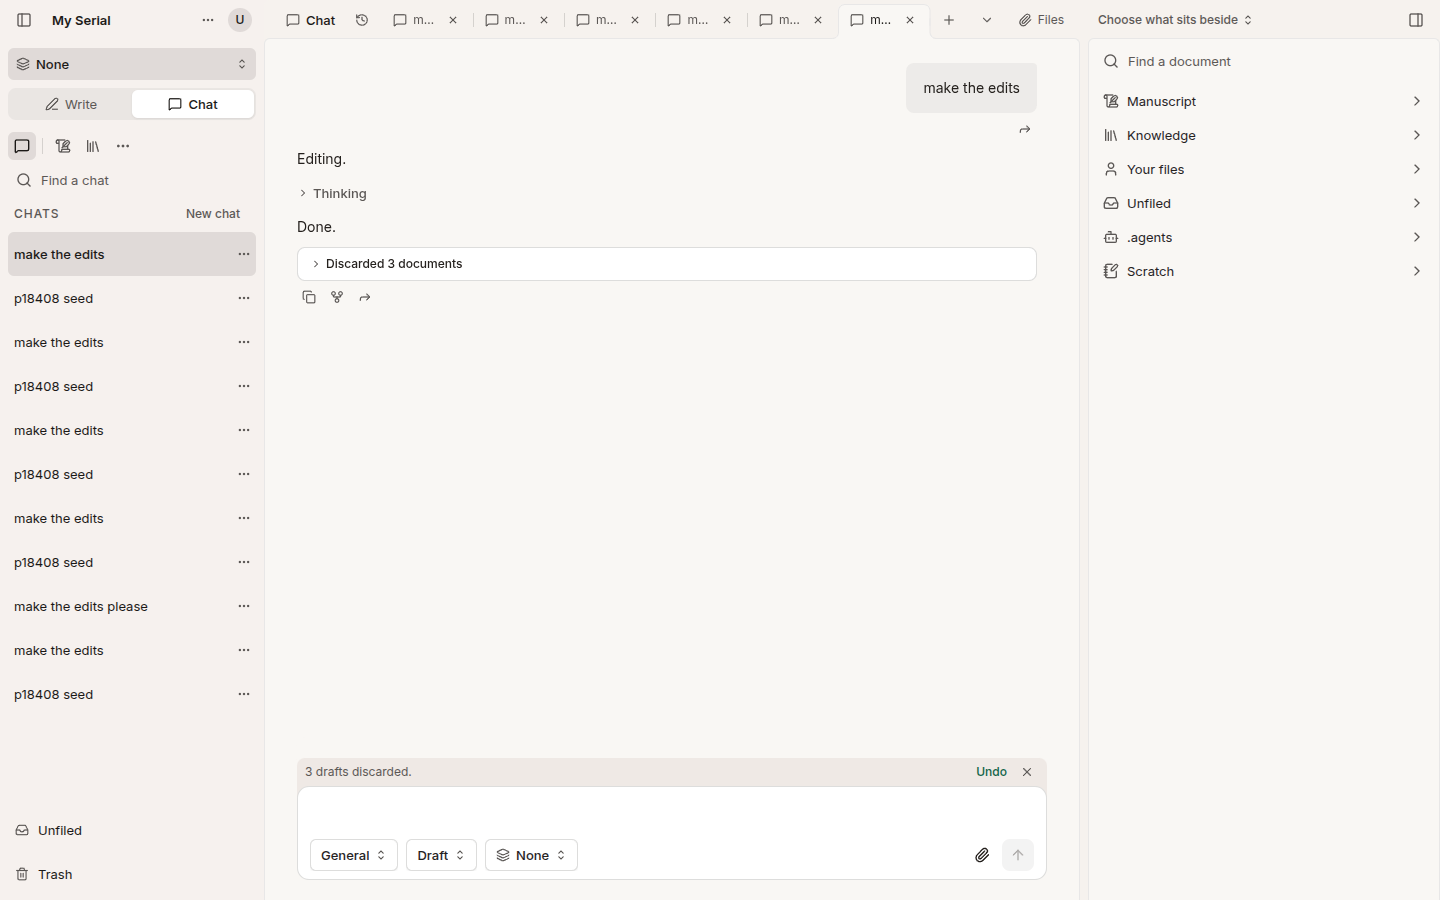 My Serial
U
None
Write
Chat
Find a chat
CHATS
New chat
make the edits
p18408 seed
make the edits
p18408 seed
make the edits
p18408 seed
make the edits
p18408 seed
make the edits please
make the edits
p18408 seed
Unfiled
Trash
Chat
m...
m...
m...
m...
m...
m...
Files
make the edits
Editing.
Thinking
Done.
Discarded 3 documents
3 drafts discarded.
Undo
General
Draft
None
Choose what sits beside
Find a document
Manuscript
Knowledge
Your files
Unfiled
.agents
Scratch